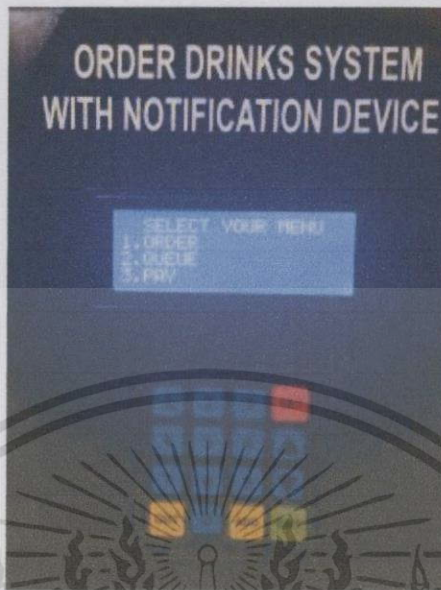 ORDER DRINKS SYSTEM
WITH NOTIFICATION DEVICE
SELECT YOUR MENU
1.ORDER
2.QUEUE
3.PAY